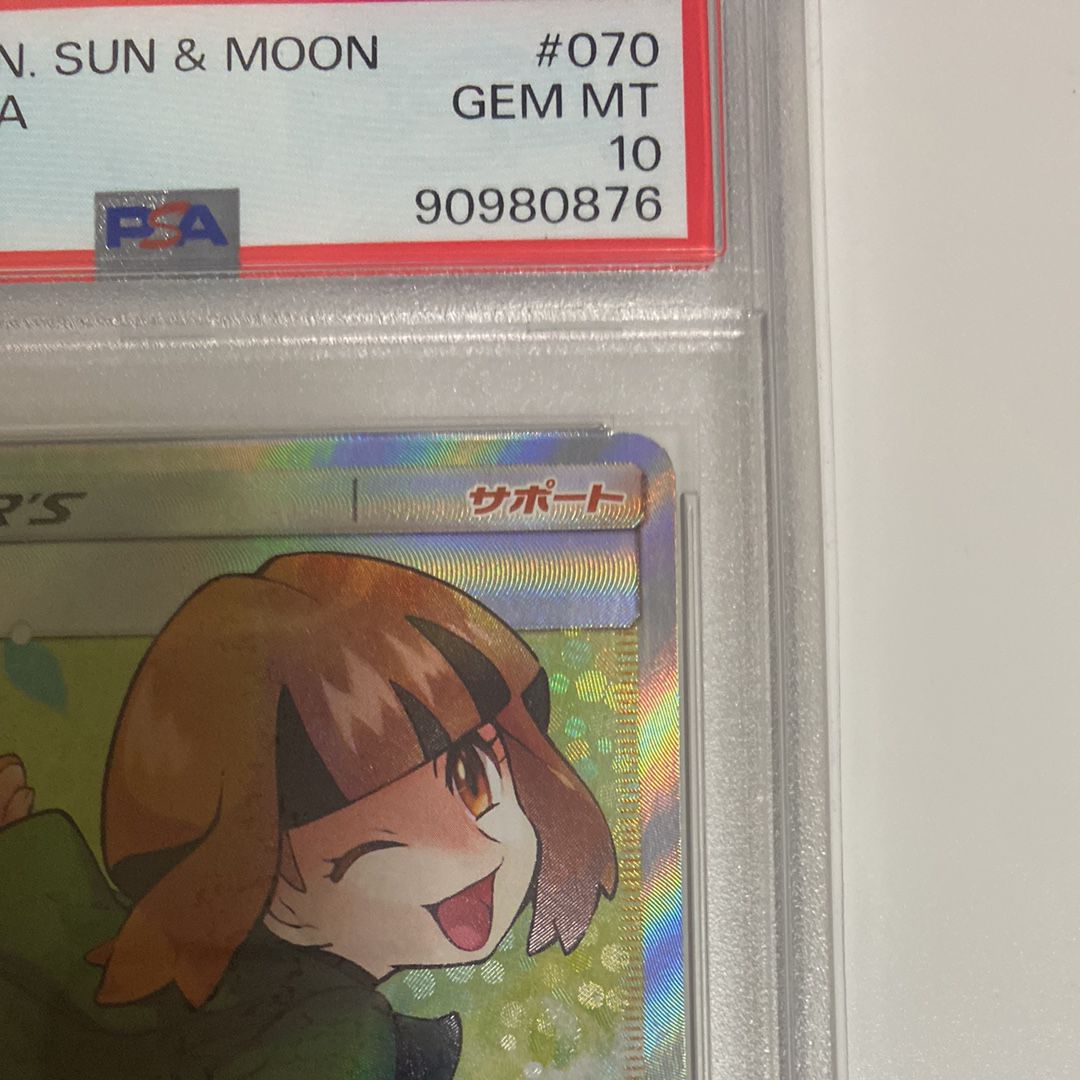 N. SUN & MOON #070
A GEM MT
10
PSA 90980876
R'S サポート